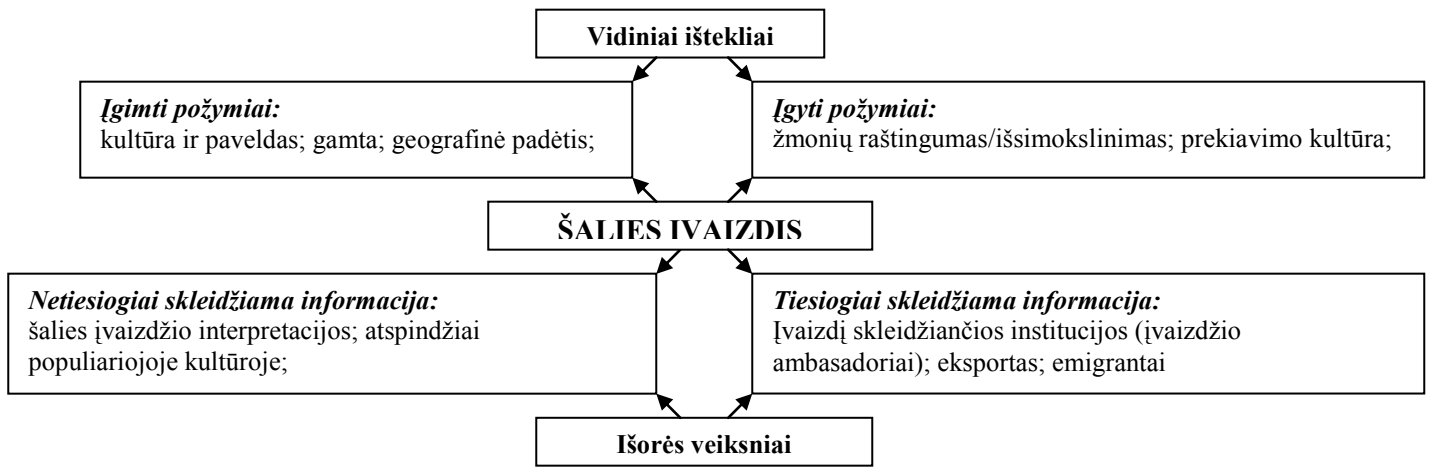 Vidiniai ištekliai
Įgimti požymiai:
kultūra ir paveldas; gamta; geografinė padėtis;
Įgyti požymiai:
žmonių raštingumas/išsimokslinimas; prekiavimo kultūra;
ŠALIES ĮVAIZDIS
Netiesiogiai skleidžiama informacija:
šalies įvaizdžio interpretacijos; atspindžiai
populiariojoje kultūroje;
Tiesiogiai skleidžiama informacija:
Įvaizdį skleidžiančios institucijos (įvaizdžio
ambasadoriai); eksportas; emigrantai
Išorės veiksniai